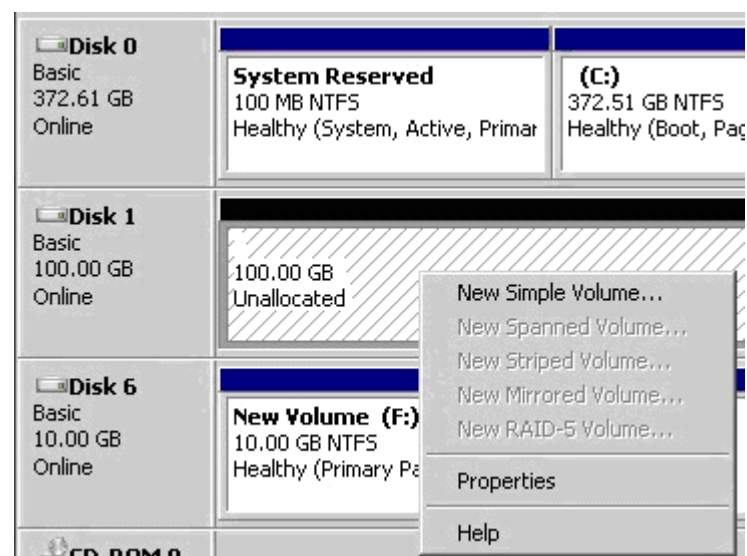 Disk 0
Basic
372.61 GB
Online
System Reserved
100 MB NTFS
Healthy (System, Active, Primar
(C:)
372.51 GB NTFS
Healthy (Boot, Pag
Disk 1
Basic
100.00 GB
Online
100.00 GB
Unallocated
New Simple Volume...
New Spanned Volume...
New Striped Volume...
New Mirrored Volume...
New RAID-5 Volume...
Properties
Help
Disk 6
Basic
10.00 GB
Online
New Volume (F:)
10.00 GB NTFS
Healthy (Primary Pa
CD-ROM 0